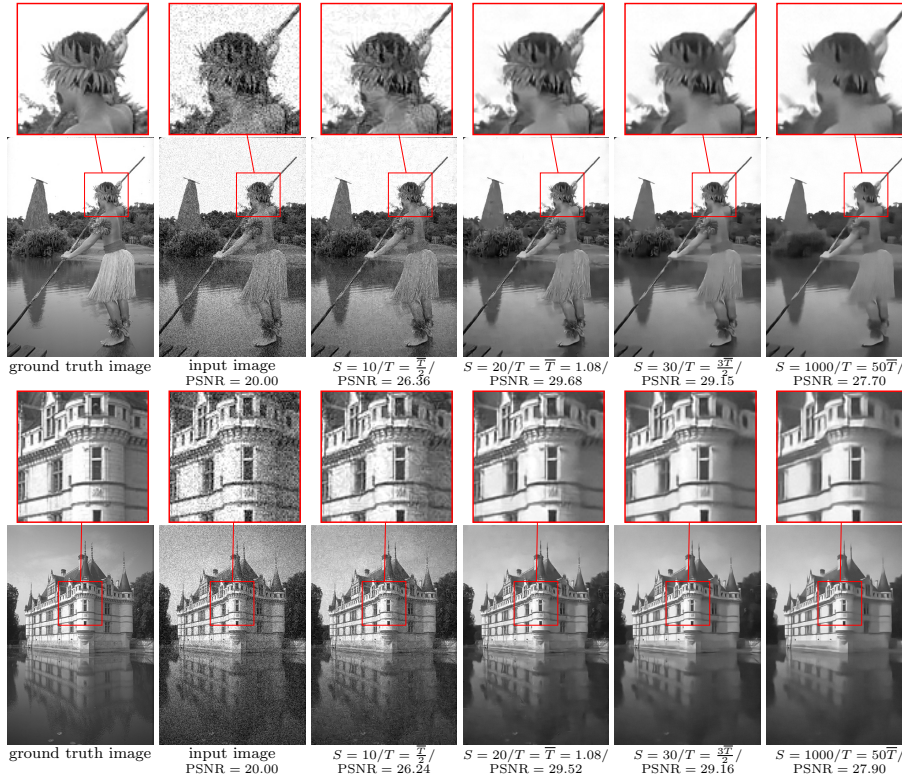 ground truth image
input image
PSNR = 20.00
S = 10/T = T̅/2/
PSNR = 26.36
S = 20/T = T̅ = 1.08/
PSNR = 29.68
S = 30/T = 3T̅/2/
PSNR = 29.15
S = 1000/T = 50T̅/
PSNR = 27.70
ground truth image
input image
PSNR = 20.00
S = 10/T = T̅/2/
PSNR = 26.24
S = 20/T = T̅ = 1.08/
PSNR = 29.52
S = 30/T = 3T̅/2/
PSNR = 29.16
S = 1000/T = 50T̅/
PSNR = 27.90